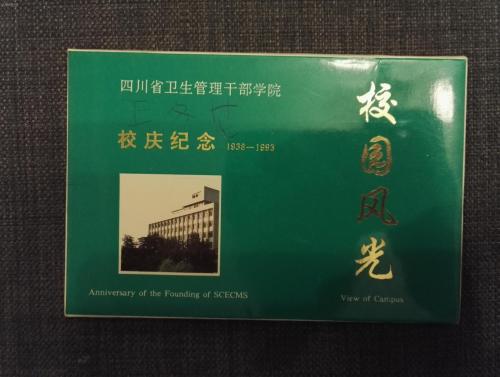 四川省卫生管理干部学院
校庆纪念 1938—1993
校园风光
Anniversary of the Founding of SCECMS
View of Campus